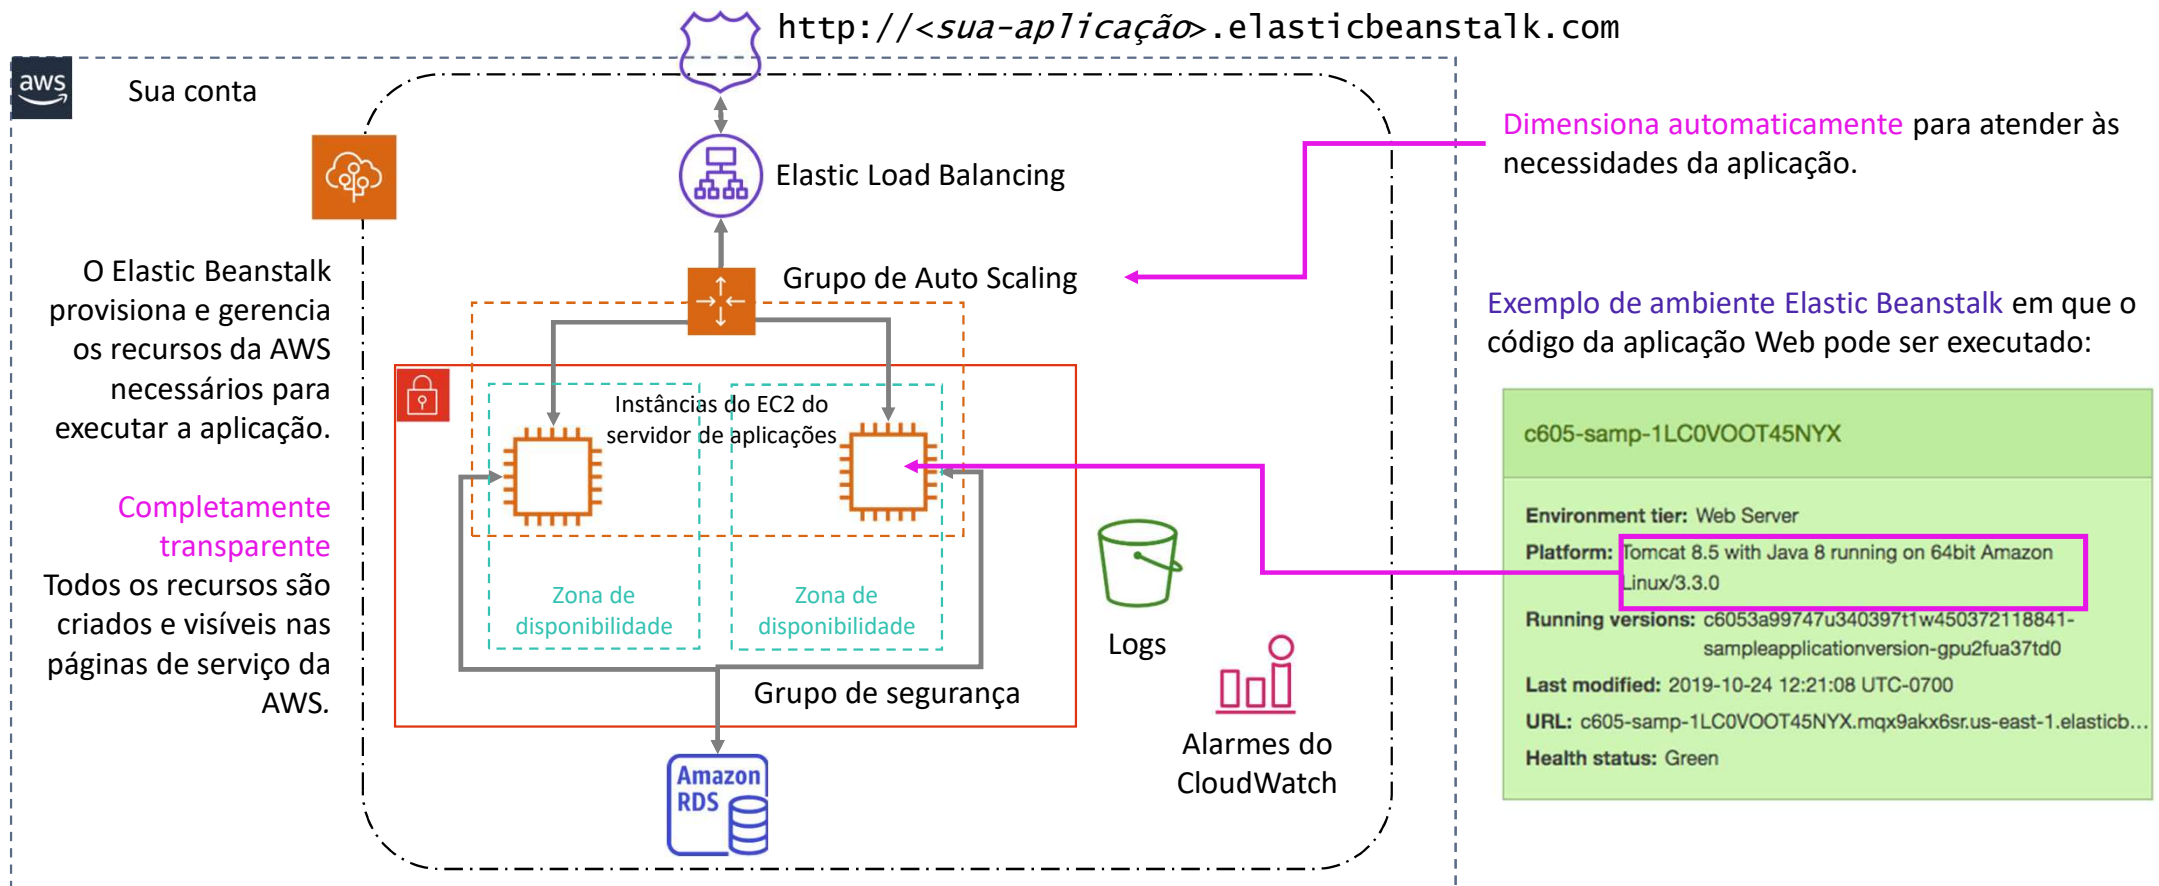 http://<sua-aplicação>.elasticbeanstalk.com
aws
Sua conta
Elastic Load Balancing
Grupo de Auto Scaling
O Elastic Beanstalk
provisiona e gerencia
os recursos da AWS
necessários para
executar a aplicação.
Completamente
transparente
Todos os recursos são
criados e visíveis nas
páginas de serviço da
AWS.
Instâncias do EC2 do
servidor de aplicações
Zona de
disponibilidade
Zona de
disponibilidade
Grupo de segurança
Amazon
RDS
Logs
Alarmes do
CloudWatch
Dimensiona automaticamente para atender às
necessidades da aplicação.
Exemplo de ambiente Elastic Beanstalk em que o
código da aplicação Web pode ser executado:
c605-samp-1LC0VOOT45NYX
Environment tier: Web Server
Platform: Tomcat 8.5 with Java 8 running on 64bit Amazon
Linux/3.3.0
Running versions: c6053a99747u340397t1w450372118841-
sampleapplicationversion-gpu2fua37td0
Last modified: 2019-10-24 12:21:08 UTC-0700
URL: c605-samp-1LC0VOOT45NYX.mqx9akx6sr.us-east-1.elasticb...
Health status: Green